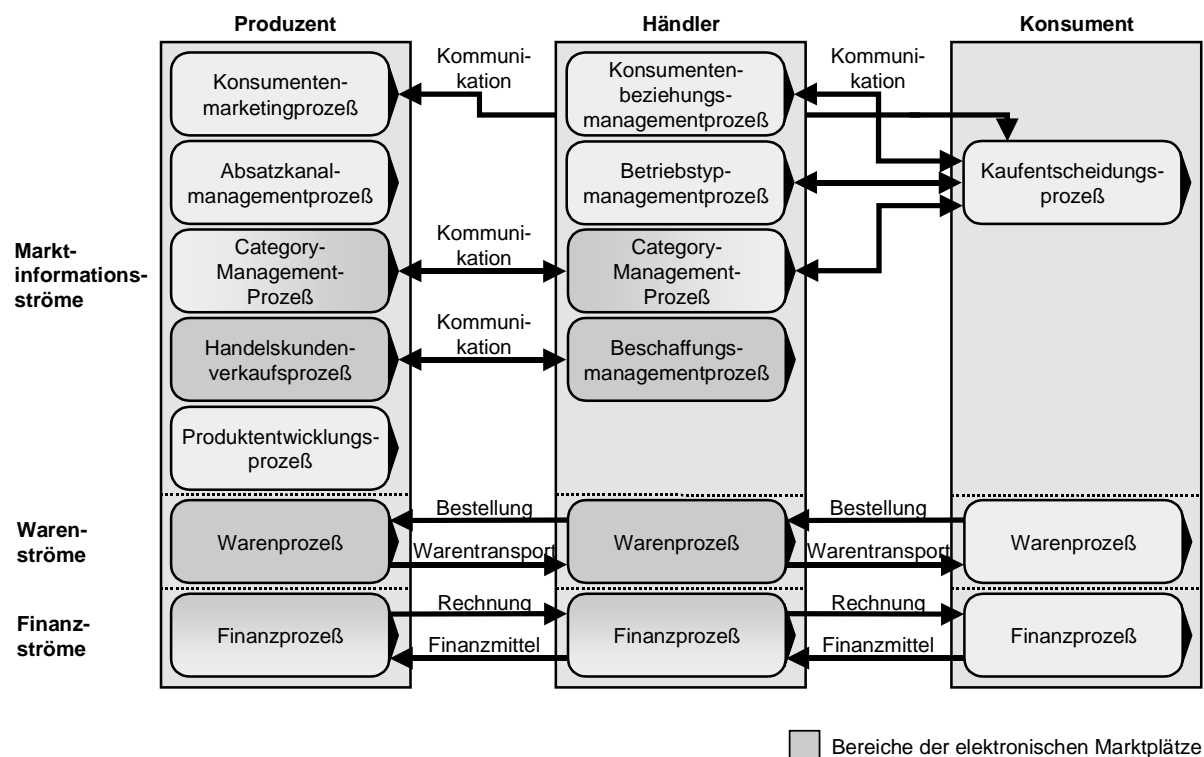 Produzent
Händler
Konsument
Kommuni-
kation
Kommuni-
kation
Konsumenten-
marketingprozeß
Konsumenten-
beziehungs-
managementprozeß
Absatzkanal-
managementprozeß
Betriebstyp-
managementprozeß
Kaufentscheidungs-
prozeß
Markt-
informations-
ströme
Category-
Management-
Prozeß
Kommuni-
kation
Category-
Management-
Prozeß
Handelskunden-
verkaufsprozeß
Kommuni-
kation
Beschaffungs-
managementprozeß
Produktentwicklungs-
prozeß
Waren-
ströme
Warenprozeß
Bestellung
Warentransport
Warenprozeß
Bestellung
Warentransport
Warenprozeß
Finanz-
ströme
Finanzprozeß
Rechnung
Finanzmittel
Finanzprozeß
Rechnung
Finanzmittel
Finanzprozeß
Bereiche der elektronischen Marktplätze